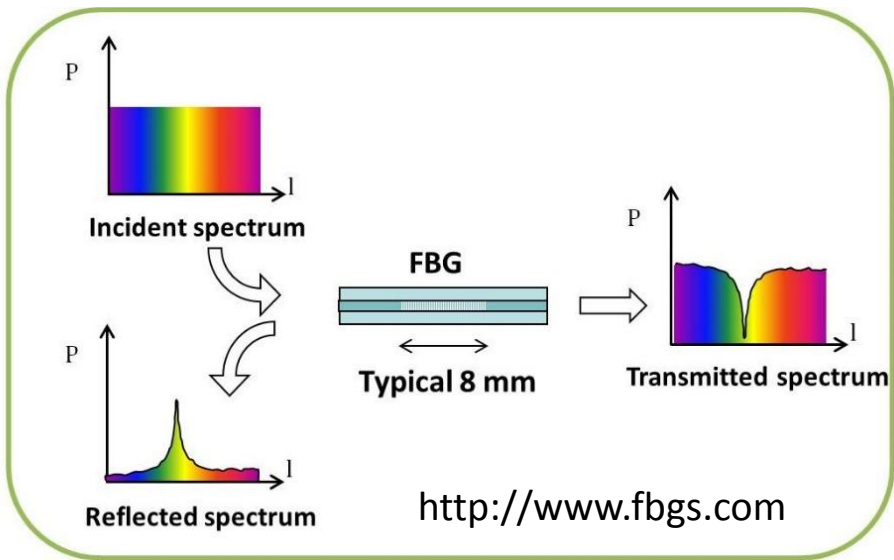 P
l
Incident spectrum
FBG
Typical 8 mm
P
l
Transmitted spectrum
P
l
Reflected spectrum
http://www.fbgs.com